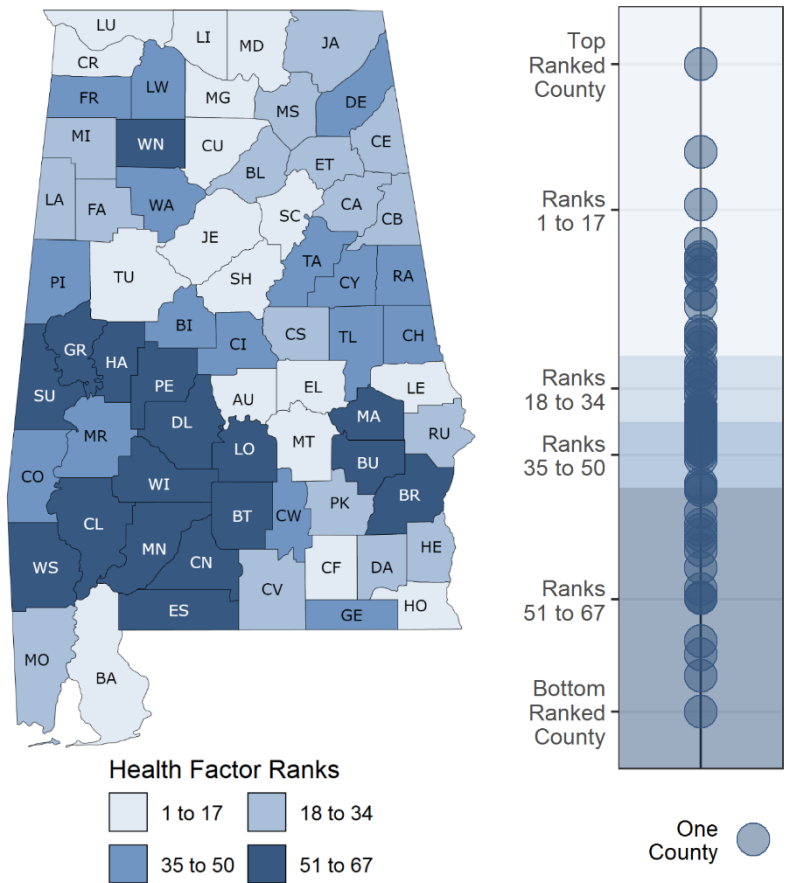 LU
LI
MD
JA
CR
FR
LW
MG
MS
DE
MI
WN
CU
BL
ET
CE
LA
FA
WA
JE
SC
CA
CB
PI
TU
SH
TA
CY
RA
BI
CI
CS
TL
CH
GR
HA
SU
PE
AU
EL
LE
MA
DL
MR
LO
MT
RU
CO
WI
BU
BR
CL
BT
CW
PK
WS
MN
CN
CV
CF
DA
HE
ES
GE
HO
MO
BA
Health Factor Ranks
1 to 17
18 to 34
35 to 50
51 to 67
Top
Ranked
County
Ranks
1 to 17
Ranks
18 to 34
Ranks
35 to 50
Ranks
51 to 67
Bottom
Ranked
County
One
County